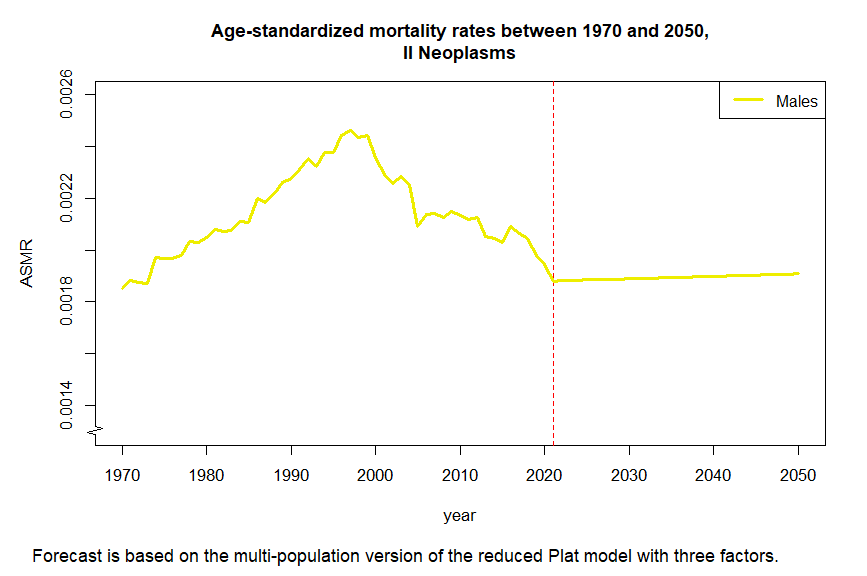 Age-standardized mortality rates between 1970 and 2050,
II Neoplasms
Males
0.0026
0.0022
0.0018
0.0014
ASMR
1970 1980 1990 2000 2010 2020 2030 2040 2050
year
Forecast is based on the multi-population version of the reduced Plat model with three factors.